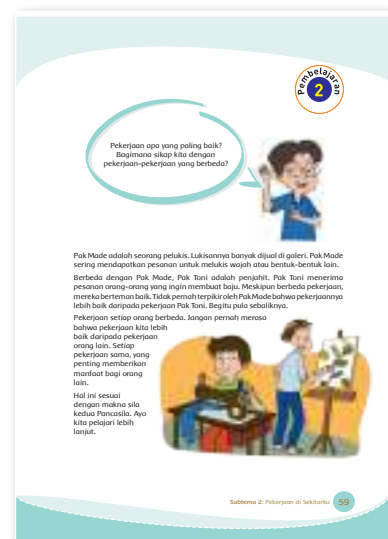 Pembelajaran
2
Pekerjaan apa yang paling baik?
Bagimana sikap kita dengan
pekerjaan-pekerjaan yang berbeda?
Pak Made adalah seorang pelukis. Lukisannya banyak dijual di galeri. Pak Made
sering mendapatkan pesanan untuk melukis wajah atau bentuk-bentuk lain.
Berbeda dengan Pak Made, Pak Toni adalah penjahit. Pak Toni menerima
pesanan orang-orang yang ingin membuat baju. Meskipun berbeda pekerjaan,
mereka berteman baik. Tidak pernah terpikir oleh Pak Made bahwa pekerjaannya
lebih baik daripada pekerjaan Pak Toni. Begitu pula sebaliknya.
Pekerjaan setiap orang berbeda. Jangan pernah merasa
bahwa pekerjaan kita lebih
baik daripada pekerjaan
orang lain. Setiap
pekerjaan sama, yang
penting memberikan
manfaat bagi orang
lain.
Hal ini sesuai
dengan makna sila
kedua Pancasila. Ayo
kita pelajari lebih
lanjut.
Subtema 2: Pekerjaan di Sekitarku 59